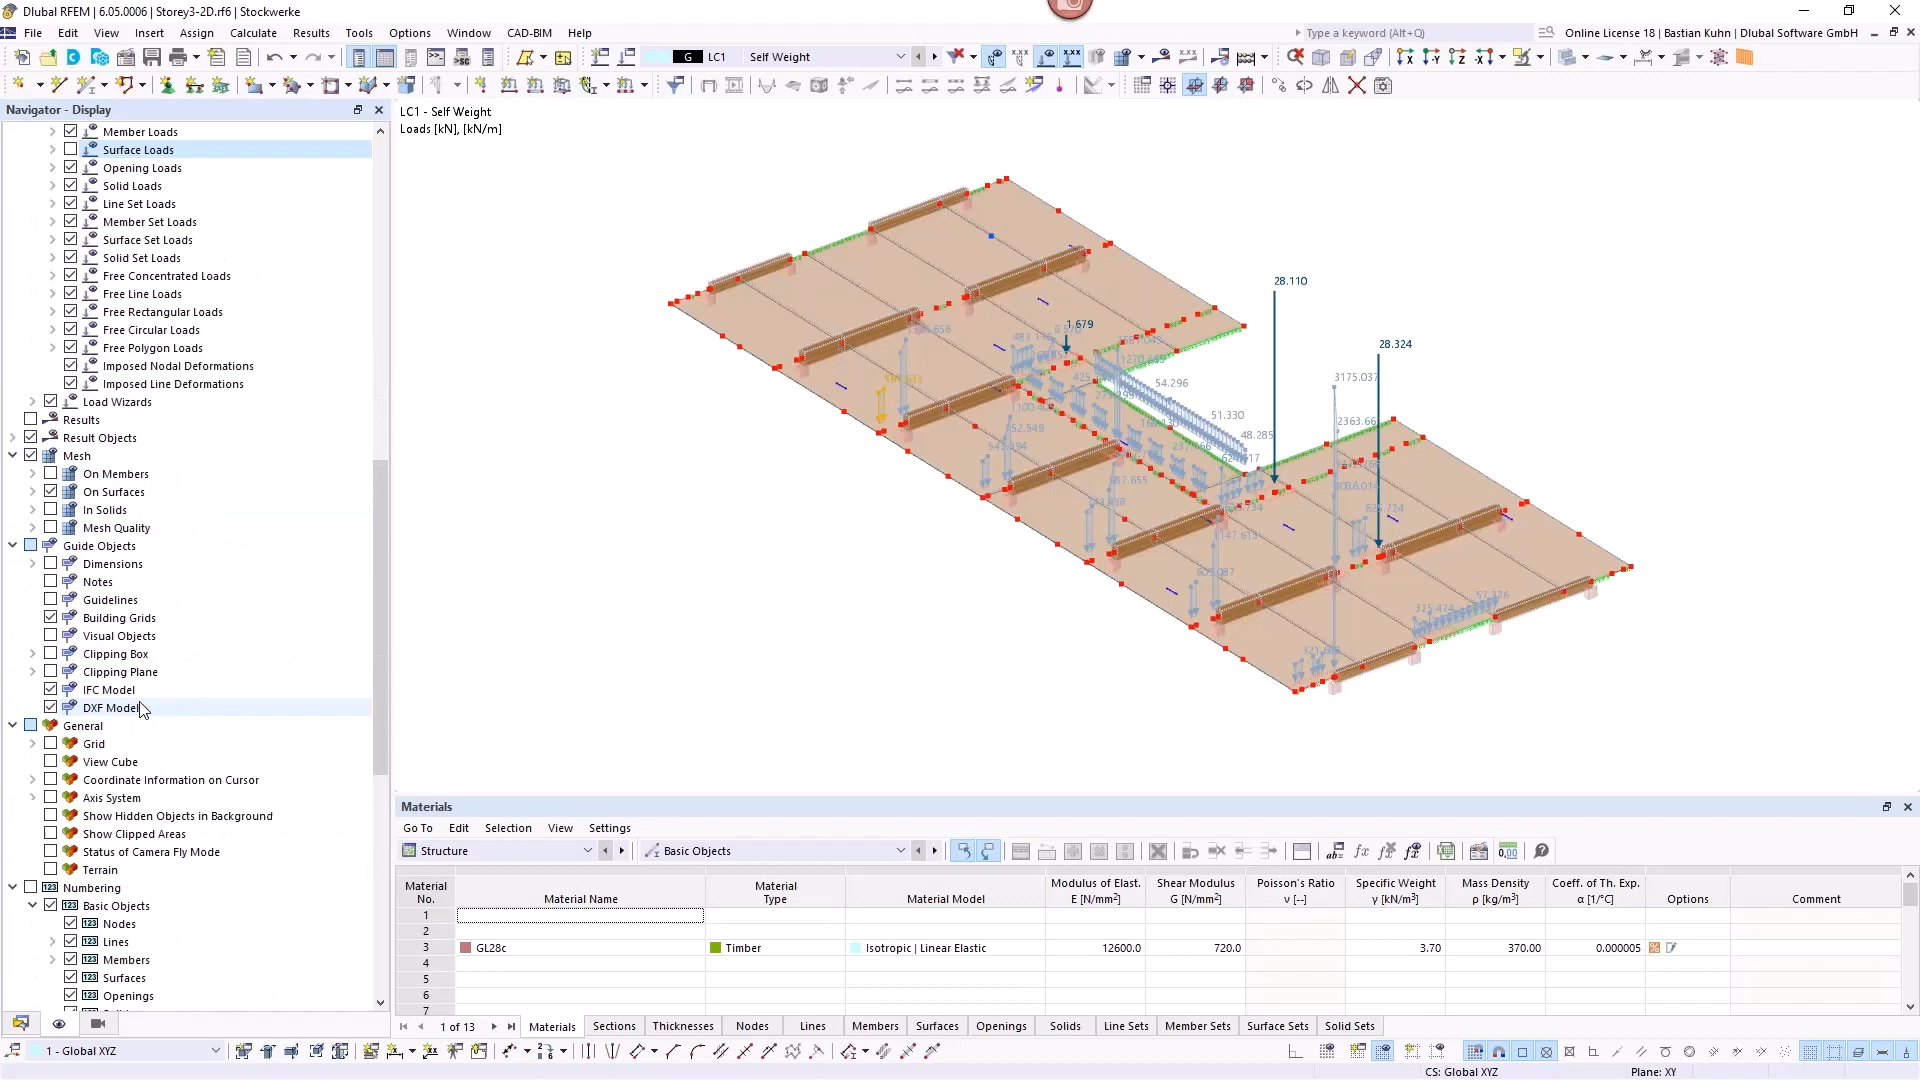 Dlubal RFEM | 6.05.0006 | Storey3-2D.rf6 | Stockwerke
File Edit View Insert Assign Calculate Results Tools Options Window CAD-BIM Help
Type a keyword (Alt+Q)
Online License 18 | Bastian Kuhn | Dlubal Software GmbH
G LC1 Self Weight
Navigator - Display
Member Loads
Surface Loads
Opening Loads
Solid Loads
Line Set Loads
Member Set Loads
Surface Set Loads
Solid Set Loads
Free Concentrated Loads
Free Line Loads
Free Rectangular Loads
Free Circular Loads
Free Polygon Loads
Imposed Nodal Deformations
Imposed Line Deformations
Load Wizards
Results
Result Objects
Mesh
On Members
On Surfaces
In Solids
Mesh Quality
Guide Objects
Dimensions
Notes
Guidelines
Building Grids
Visual Objects
Clipping Box
Clipping Plane
IFC Model
DXF Model
General
Grid
View Cube
Coordinate Information on Cursor
Axis System
Show Hidden Objects in Background
Show Clipped Areas
Status of Camera Fly Mode
Terrain
Numbering
Basic Objects
Nodes
Lines
Members
Surfaces
Openings
1 - Global XYZ
LC1 - Self Weight
Loads [kN], [kN/m]
28.110
1.679
28.324
3175.037
54.296
51.330
48.285
Materials
Go To Edit Selection View Settings
Structure
Basic Objects
Material No. Material Name Material Type Material Model Modulus of Elast. E [N/mm²] Shear Modulus G [N/mm²] Poisson's Ratio ν [--] Specific Weight γ [kN/m³] Mass Density ρ [kg/m³] Coeff. of Th. Exp. α [1/°C] Options Comment
1
2
3 GL28c Timber Isotropic | Linear Elastic 12600.0 720.0 3.70 370.00 0.000005
4
5
6
7
1 of 13 Materials Sections Thicknesses Nodes Lines Members Surfaces Openings Solids Line Sets Member Sets Surface Sets Solid Sets
CS: Global XYZ
Plane: XY